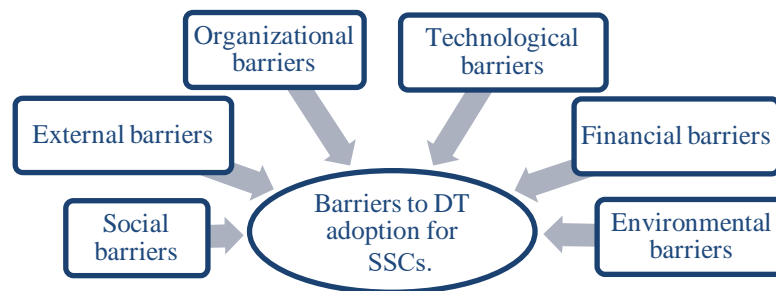 Organizational
barriers
Technological
barriers
External barriers
Financial barriers
Social
barriers
Barriers to DT
adoption for
SSCs.
Environmental
barriers